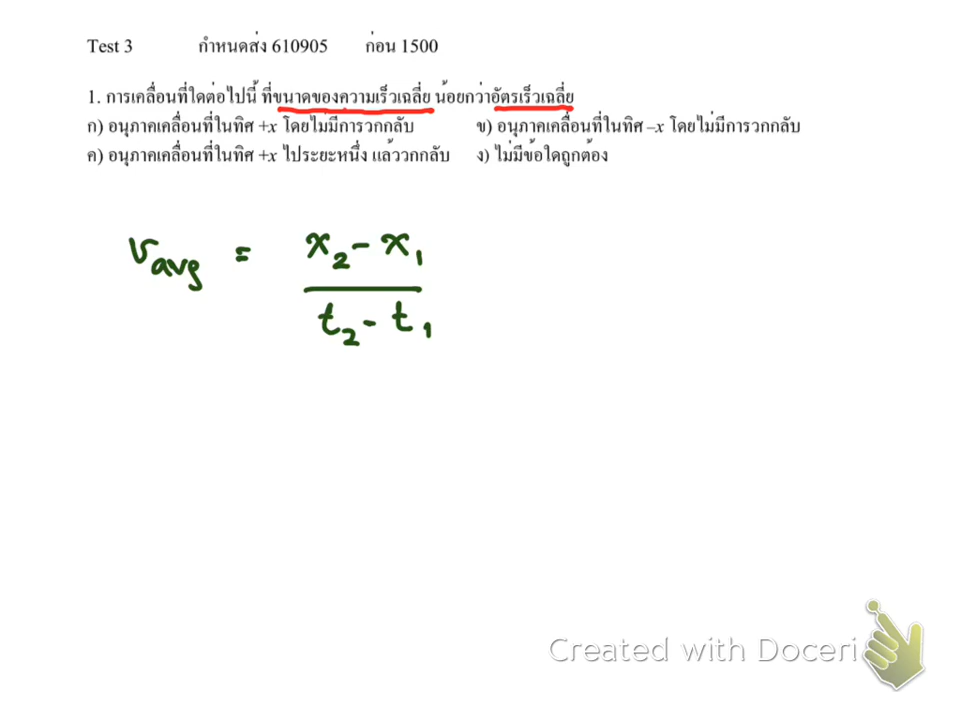 Test 3 กำหนดส่ง 610905 ก่อน 1500
1. การเคลื่อนที่ใดต่อไปนี้ ที่ขนาดของความเร็วเฉลี่ย น้อยกว่าอัตรเร็วเฉลี่ย
ก) อนุภาคเคลื่อนที่ในทิศ +x โดยไม่มีการวกกลับ ข) อนุภาคเคลื่อนที่ในทิศ –x โดยไม่มีการวกกลับ
ค) อนุภาคเคลื่อนที่ในทิศ +x ไประยะหนึ่ง แล้ววกกลับ ง) ไม่มีข้อใดถูกต้อง
v_avg = x₂ - x₁
t₂ - t₁
Created with Doceri